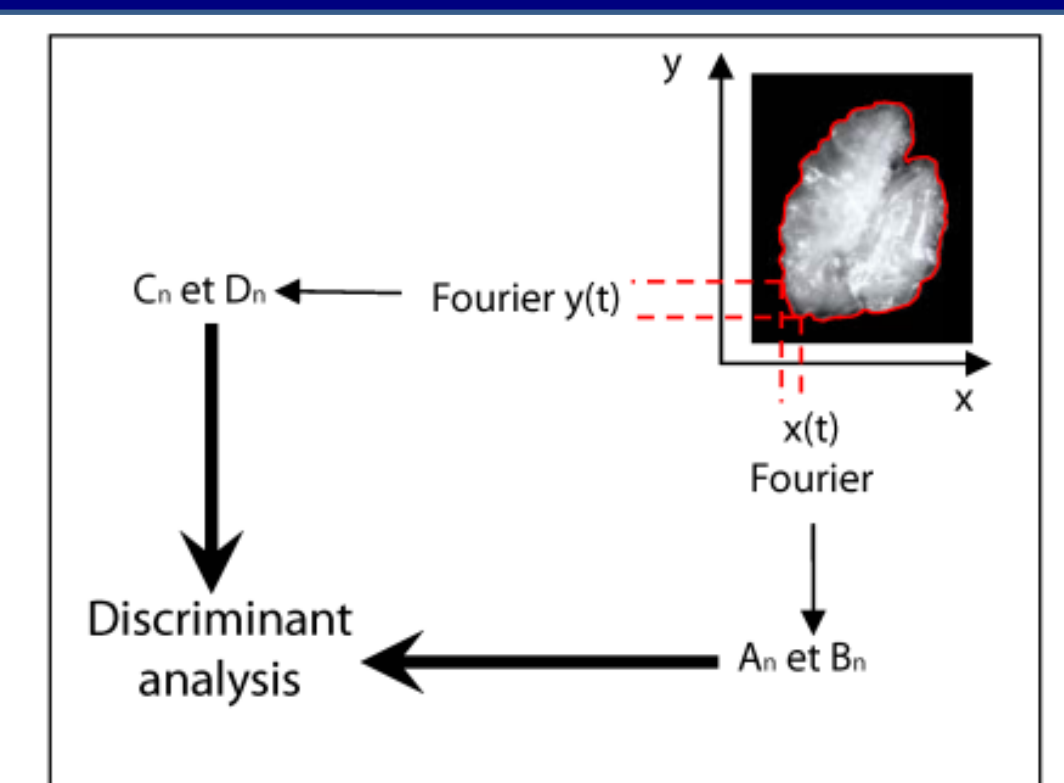 y
x
Cn et Dn
Fourier y(t)
x(t)
Fourier
Discriminant
analysis
An et Bn